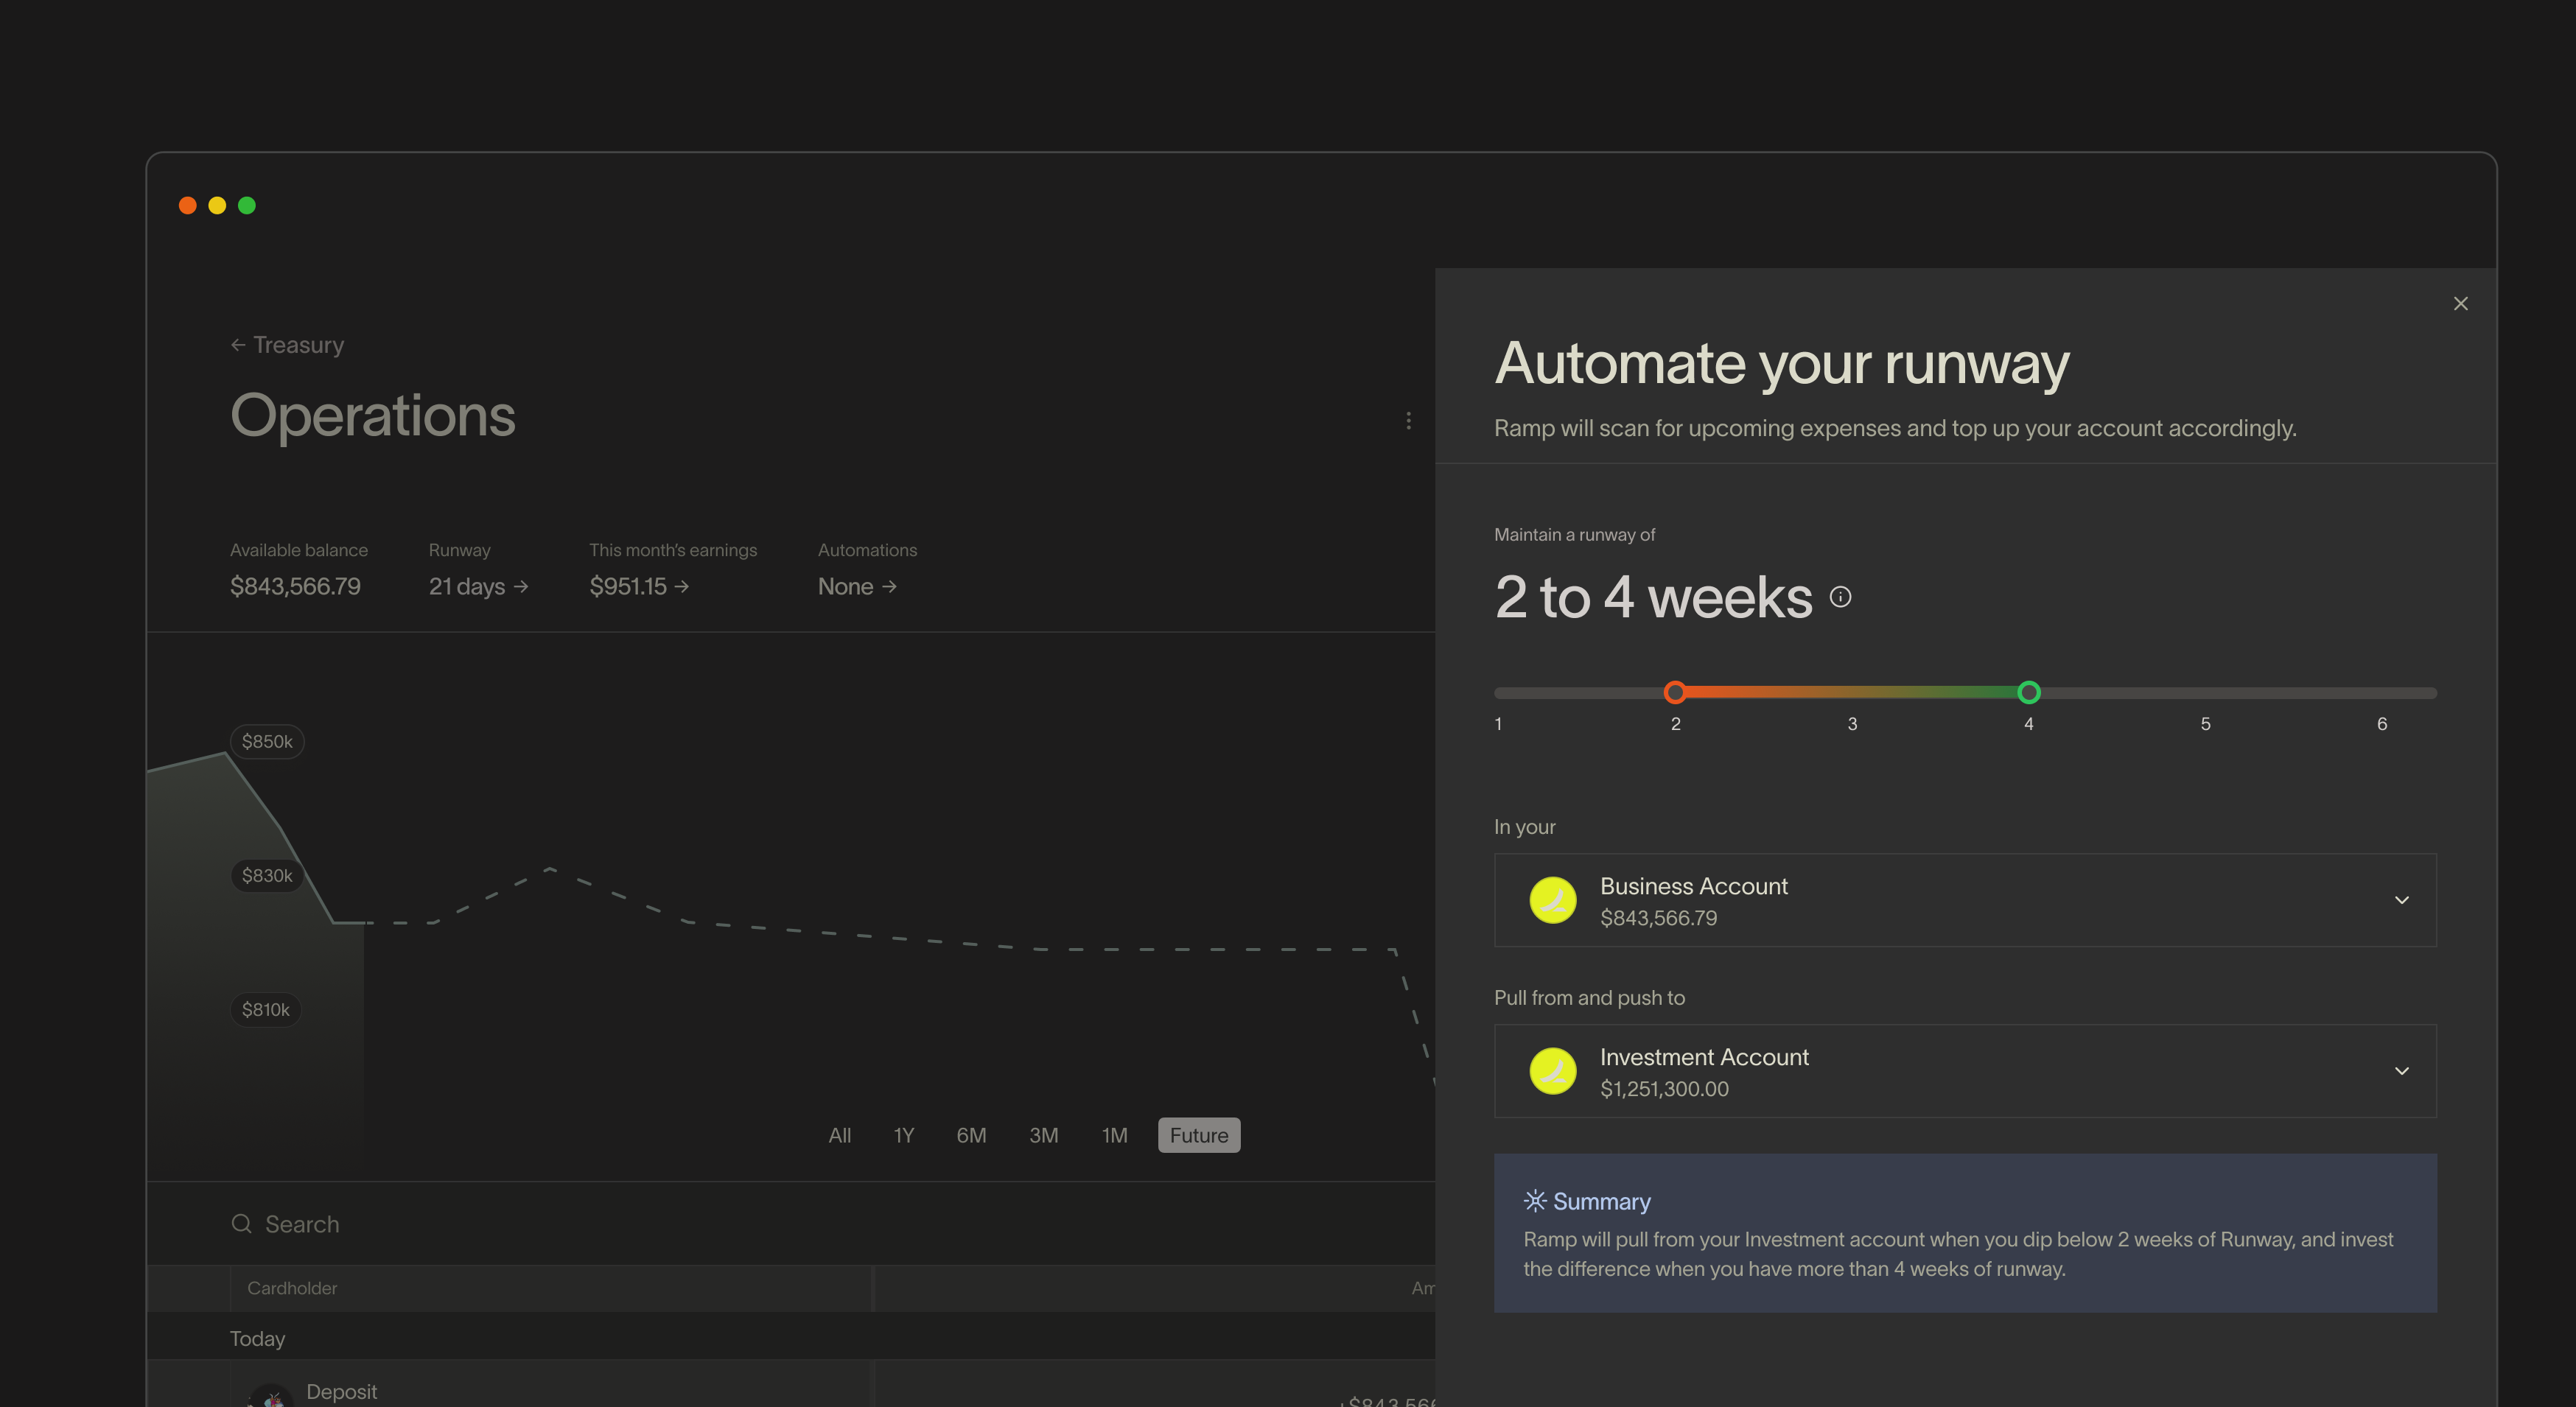 Treasury
Operations
Available balance
$843,566.79
Runway
21 days
This month's earnings
$951.15
Automations
None
$850k
$830k
$810k
All 1Y 6M 3M 1M Future
Search
Cardholder
Today
Deposit
Automate your runway
Ramp will scan for upcoming expenses and top up your account accordingly.
Maintain a runway of
2 to 4 weeks
1 2 3 4 5 6
In your
Business Account
$843,566.79
Pull from and push to
Investment Account
$1,251,300.00
Summary
Ramp will pull from your Investment account when you dip below 2 weeks of Runway, and invest
the difference when you have more than 4 weeks of runway.